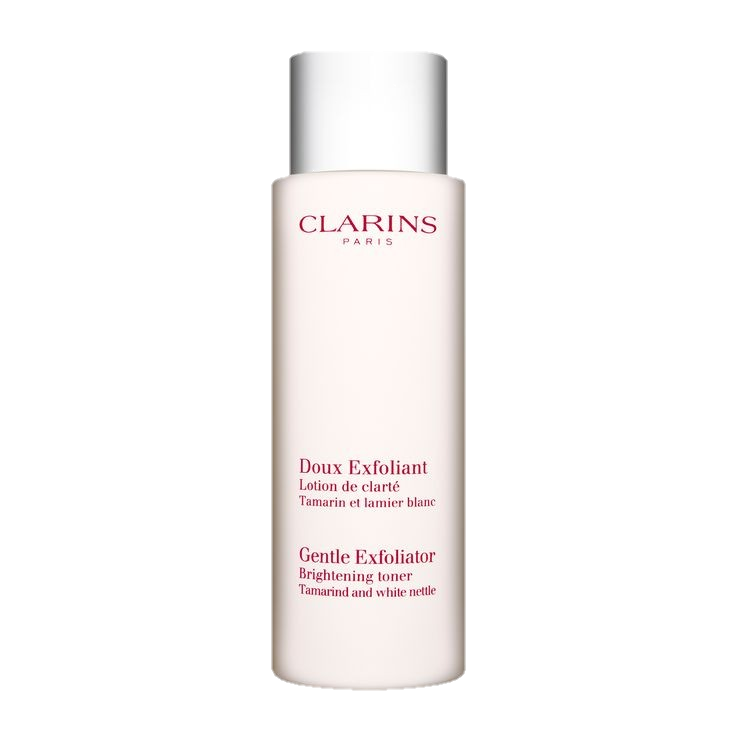 CLARINS
PARIS
Doux Exfoliant
Lotion de clarté
Tamarin et lamier blanc
Gentle Exfoliator
Brightening toner
Tamarind and white nettle